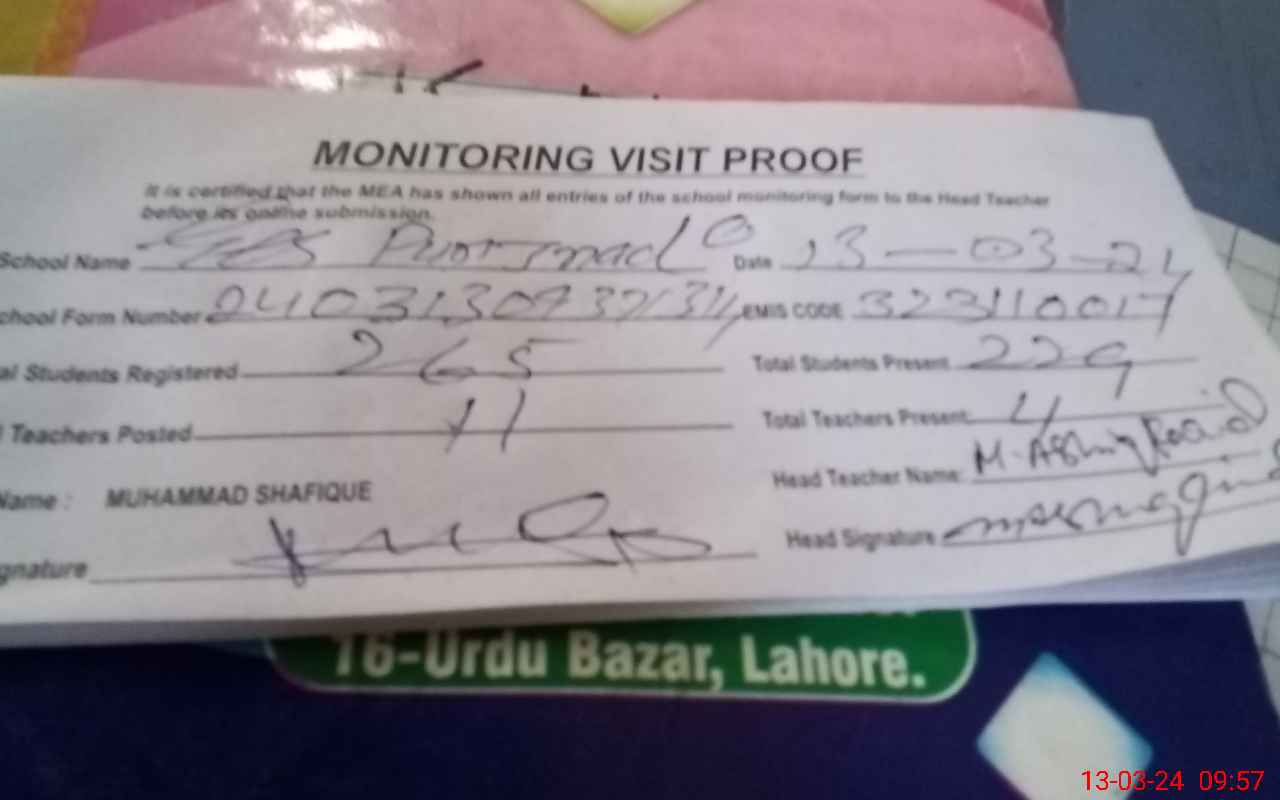 MONITORING VISIT PROOF
It is certified that the MEA has shown all entries of the school monitoring form to the Head Teacher
before its online submission.
School Name GES Date 13-03-24
chool Form Number EMIS CODE 323110017
al Students Registered 265 Total Students Present 229
l Teachers Posted 11 Total Teachers Present 4
Name : MUHAMMAD SHAFIQUE Head Teacher Name: M.
gnature Head Signature
16-Urdu Bazar, Lahore.
13-03-24 09:57